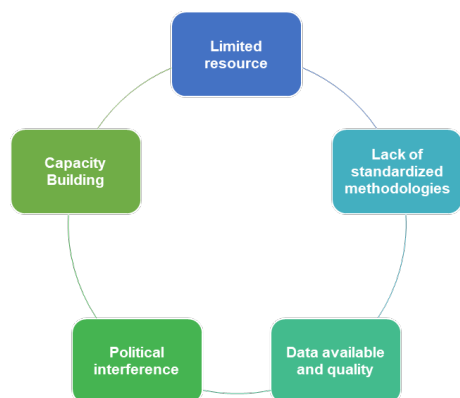 Limited
resource
Lack of
standardized
methodologies
Data available
and quality
Political
interference
Capacity
Building